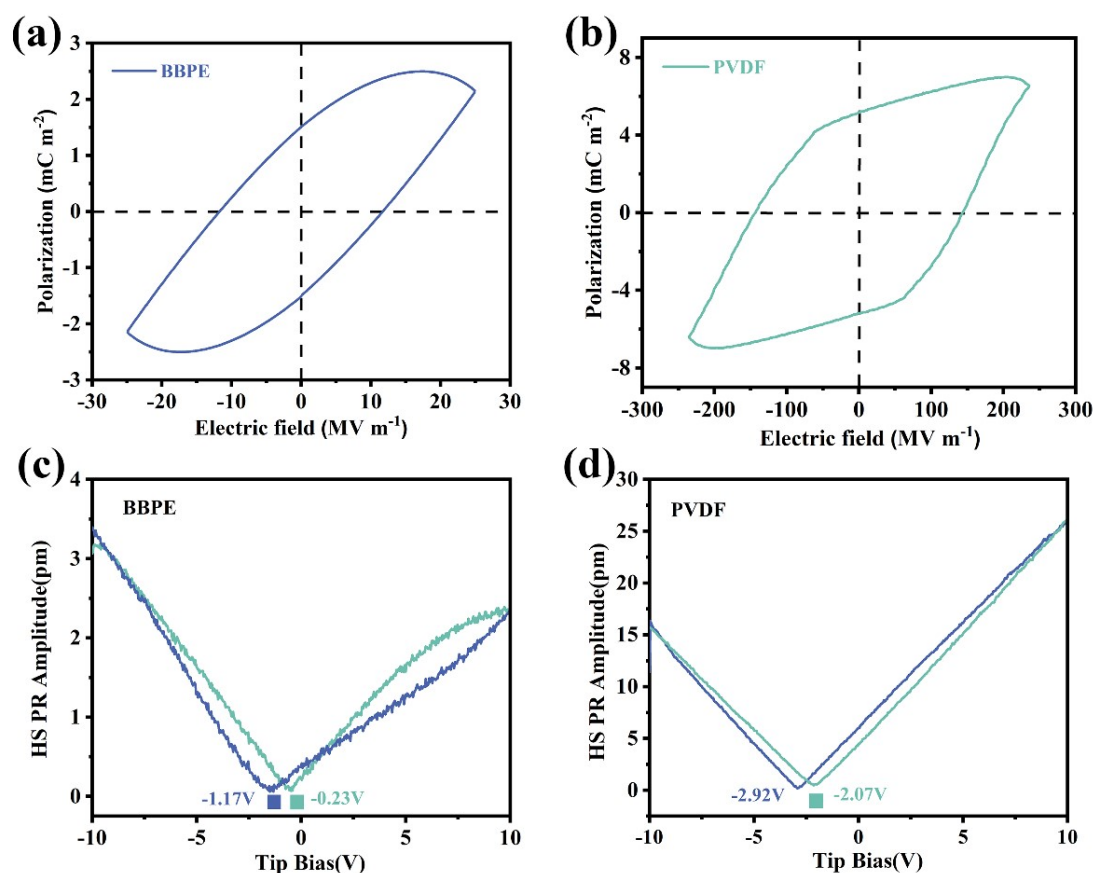 (a)
3
2
1
0
-1
-2
-3
Polarization (mC m-2)
BBPE
-30 -20 -10 0 10 20 30
Electric field (MV m-1)
(b)
8
4
0
-4
-8
Polarization (mC m-2)
PVDF
-300 -200 -100 0 100 200 300
Electric field (MV m-1)
(c)
4
3
2
1
0
HS PR Amplitude(pm)
BBPE
-1.17V -0.23V
-10 -5 0 5 10
Tip Bias(V)
(d)
30
25
20
15
10
5
0
HS PR Amplitude(pm)
PVDF
-2.92V -2.07V
-10 -5 0 5 10
Tip Bias(V)